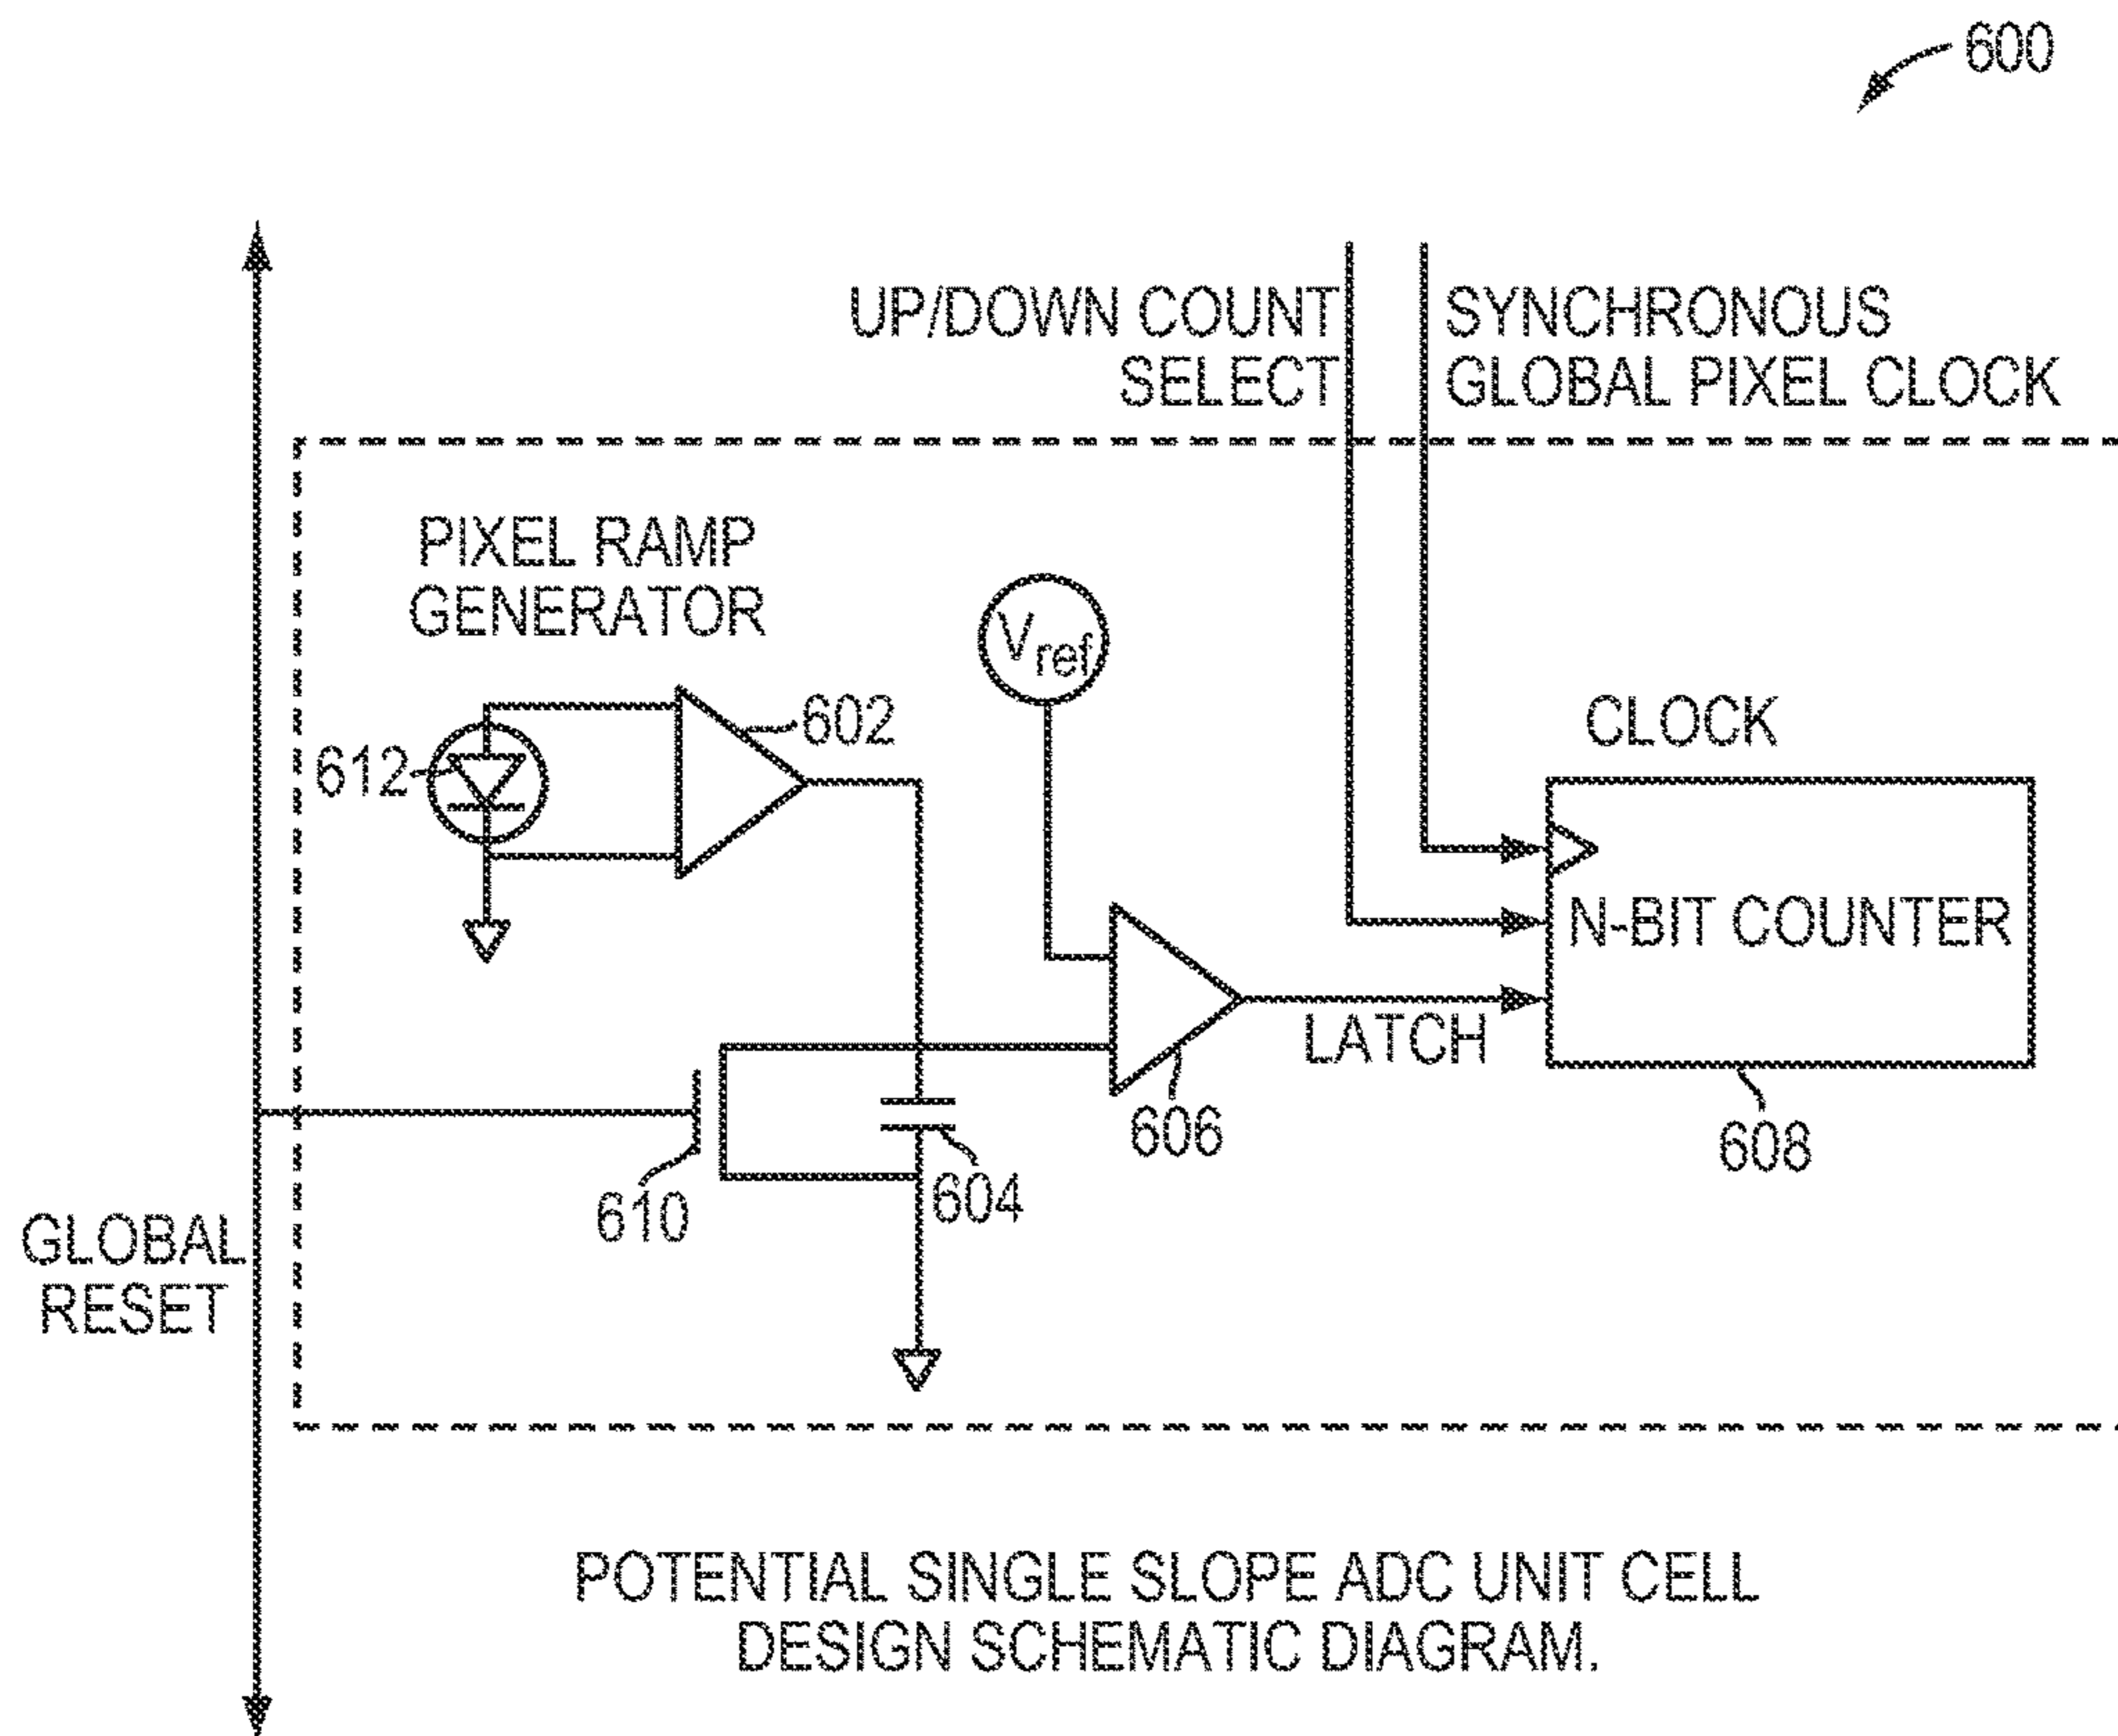 600
UP/DOWN COUNT
SELECT
SYNCHRONOUS
GLOBAL PIXEL CLOCK
PIXEL RAMP
GENERATOR
Vref
602
612
CLOCK
N-BIT COUNTER
LATCH
606
608
610
604
GLOBAL
RESET
POTENTIAL SINGLE SLOPE ADC UNIT CELL
DESIGN SCHEMATIC DIAGRAM.